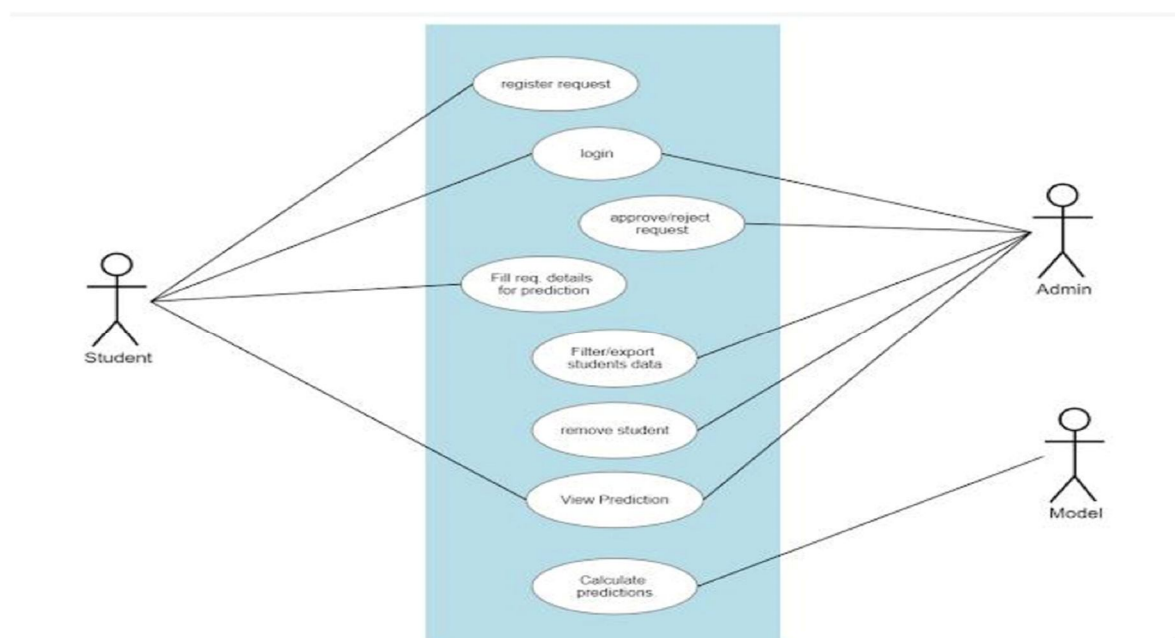 register request
login
approve/reject
request
Fill req. details
for prediction
Filter/export
students data
remove student
View Prediction
Calculate
predictions
Student
Admin
Model